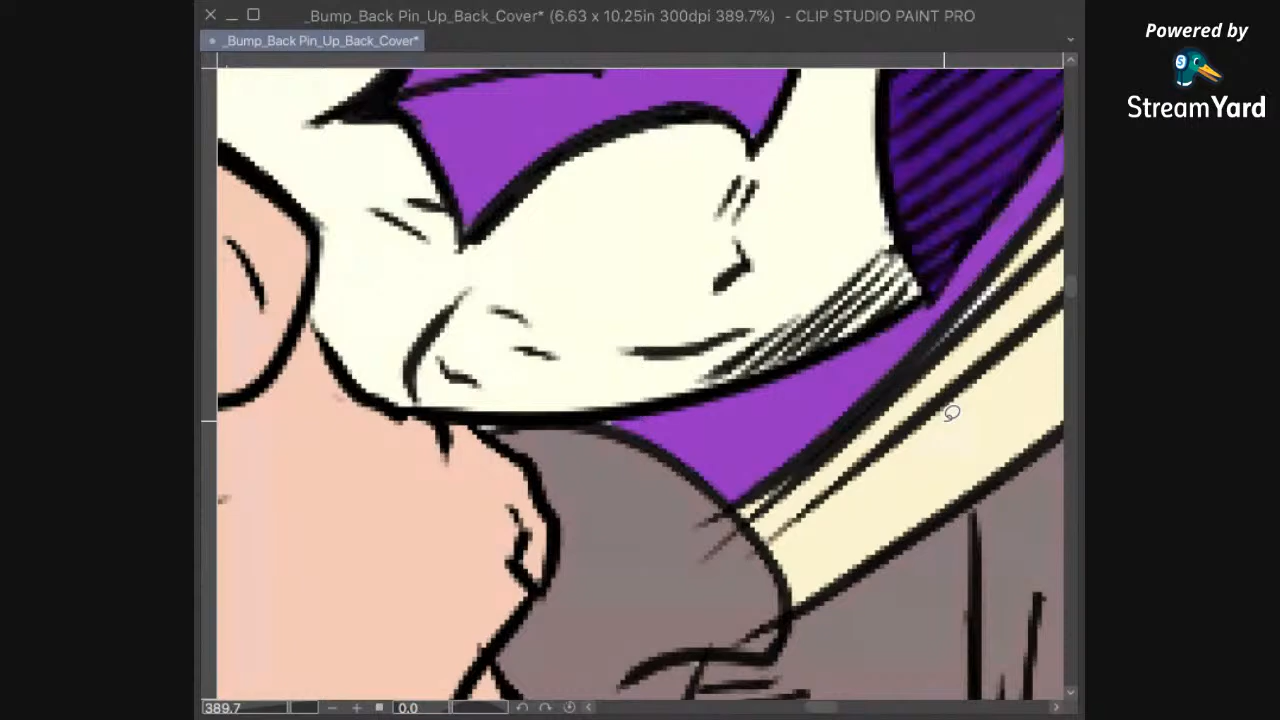 _Bump_Back Pin_Up_Back_Cover* (6.63 x 10.25in 300dpi 389.7%) - CLIP STUDIO PAINT PRO
_Bump_Back Pin_Up_Back_Cover*
Powered by
S
StreamYard
389.7
0.0